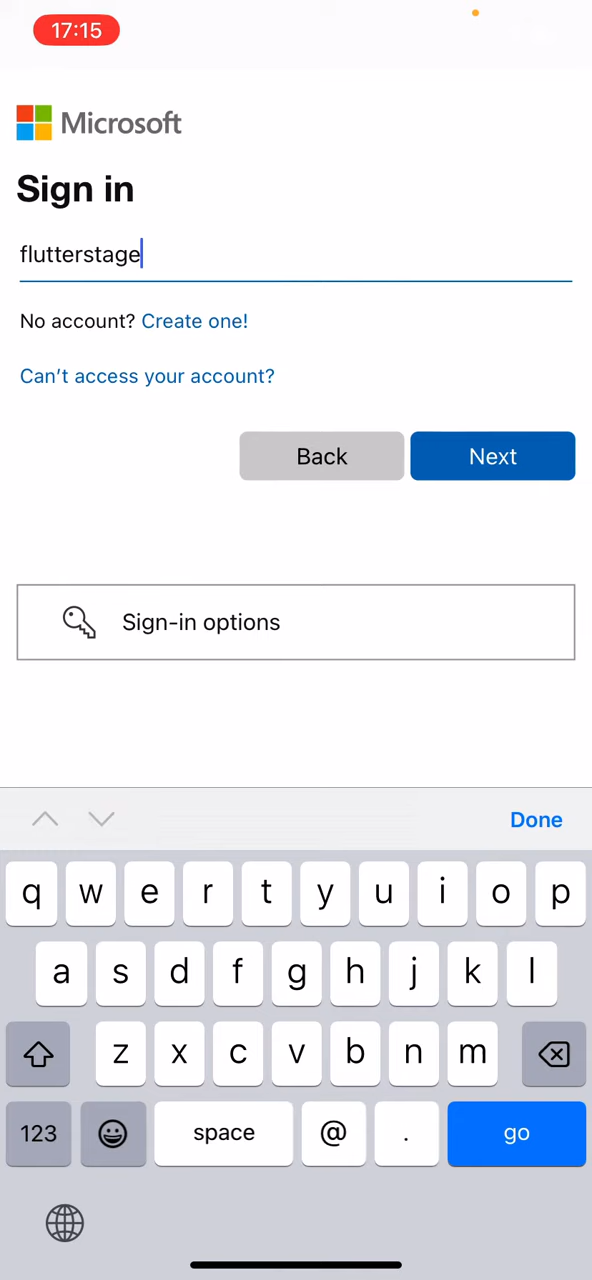 17:15
Microsoft
Sign in
flutterstage
No account? Create one!
Can't access your account?
Back Next
Sign-in options
Done
q w e r t y u i o p
a s d f g h j k l
z x c v b n m
123 space @ . go